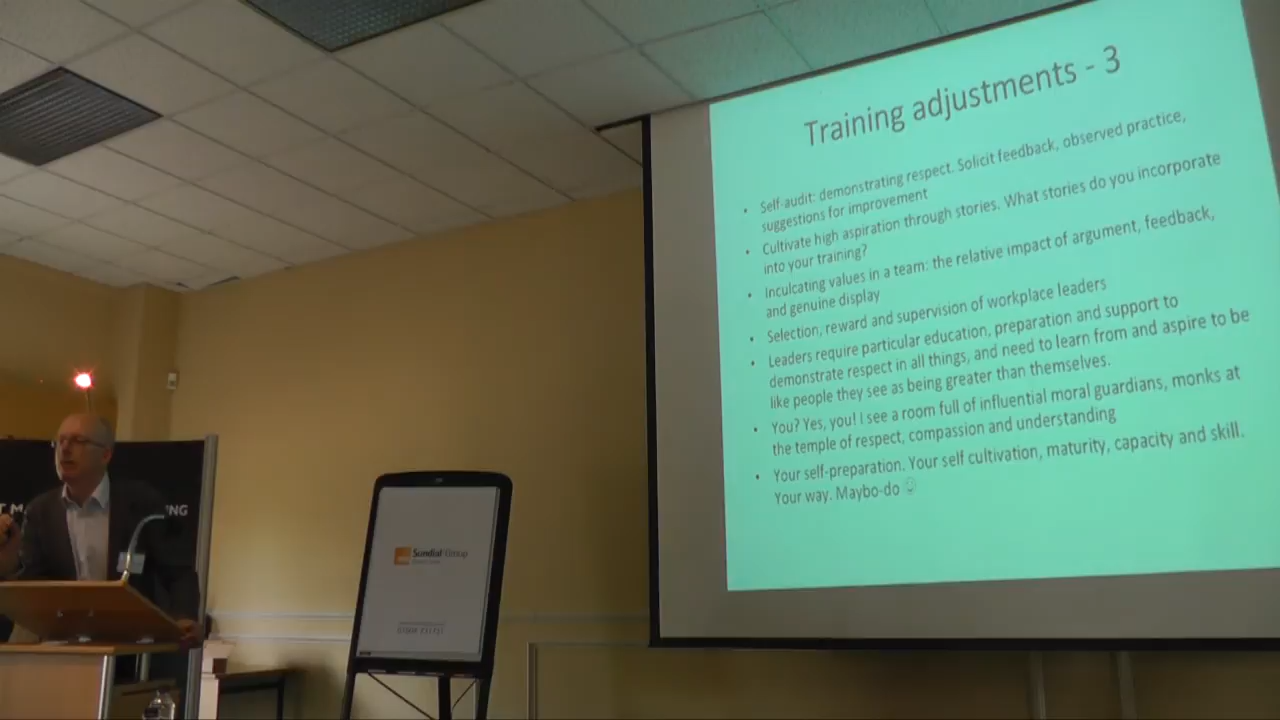 Training adjustments - 3
• Self-audit: demonstrating respect. Solicit feedback, observed practice,
suggestions for improvement
• Cultivate high aspiration through stories. What stories do you incorporate
into your training?
• Inculcating values in a team: the relative impact of argument, feedback,
and genuine display
• Selection, reward and supervision of workplace leaders
• Leaders require particular education, preparation and support to
demonstrate respect in all things, and need to learn from and aspire to be
like people they see as being greater than themselves.
• You? Yes, you! I see a room full of influential moral guardians, monks at
the temple of respect, compassion and understanding
• Your self-preparation. Your self cultivation, maturity, capacity and skill.
Your way. Maybo-do ☺
T M
NG
Sundial Group